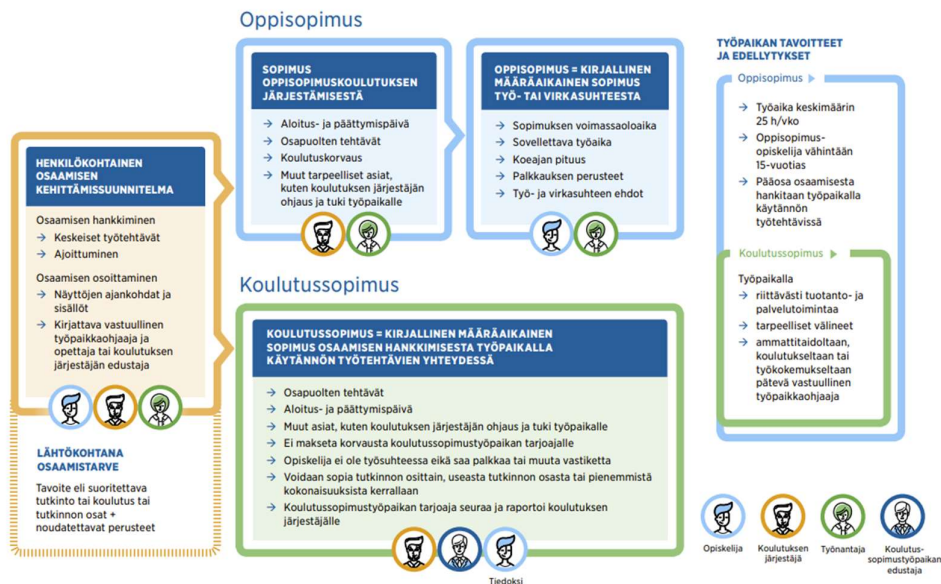 Oppisopimus
SOPIMUS
OPPISOPIMUSKOULUTUKSEN
JÄRJESTÄMISESTÄ
→ Aloitus- ja päättymispäivä
→ Osapuolten tehtävät
→ Koulutuskorvaus
→ Muut tarpeelliset asiat,
kuten koulutuksen järjestäjän
ohjaus ja tuki työpaikalle
OPPISOPIMUS = KIRJALLINEN
MÄÄRÄAIKAINEN SOPIMUS
TYÖ- TAI VIRKASUHTEESTA
→ Sopimuksen voimassaoloaika
→ Sovellettava työaika
→ Koeajan pituus
→ Palkkauksen perusteet
→ Työ- ja virkasuhteen ehdot
HENKILÖKOHTAINEN
OSAAMISEN
KEHITTÄMISSUUNNITELMA
Osaamisen hankkiminen
→ Keskeiset työtehtävät
→ Ajoittuminen
Osaamisen osoittaminen
→ Näyttöjen ajankohdat ja
sisällöt
→ Kirjattava vastuullinen
työpaikkaohjaaja ja
opettaja tai koulutuksen
järjestäjän edustaja
LÄHTÖKOHTANA
OSAAMISTARVE
Tavoite eli suoritettava
tutkinto tai koulutus tai
tutkinnon osat +
noudatettavat perusteet
Koulutussopimus
KOULUTUSSOPIMUS = KIRJALLINEN MÄÄRÄAIKAINEN
SOPIMUS OSAAMISEN HANKKIMISESTA TYÖPAIKALLA
KÄYTÄNNÖN TYÖTEHTÄVIEN YHTEYDESSÄ
→ Osapuolten tehtävät
→ Aloitus- ja päättymispäivä
→ Muut asiat, kuten koulutuksen järjestäjän ohjaus ja tuki työpaikalle
→ Ei makseta korvausta koulutussopimustyöpaikan tarjoajalle
→ Opiskelija ei ole työsuhteessa eikä saa palkkaa tai muuta vastiketta
→ Voidaan sopia tutkinnon osittain, useasta tutkinnon osasta tai pienemmistä
kokonaisuuksista kerrallaan
→ Koulutussopimustyöpaikan tarjoaja seuraa ja raportoi koulutuksen
järjestäjälle
Tiedoksi
TYÖPAIKAN TAVOITTEET
JA EDELLYTYKSET
Oppisopimus
→ Työaika keskimäärin
25 h/vko
→ Oppisopimus-
opiskelija vähintään
15-vuotias
→ Pääosa osaamisesta
hankitaan työpaikalla
käytännön
työtehtävissä
Koulutussopimus
Työpaikalla
→ riittävästi tuotanto- ja
palvelutoimintaa
→ tarpeelliset välineet
→ ammattitaidoltaan,
koulutukseltaan tai
työkokemukseltaan
pätevä vastuullinen
työpaikkaohjaaja
Opiskelija
Koulutuksen
järjestäjä
Työnantaja
Koulutus-
sopimustyöpaikan
edustaja